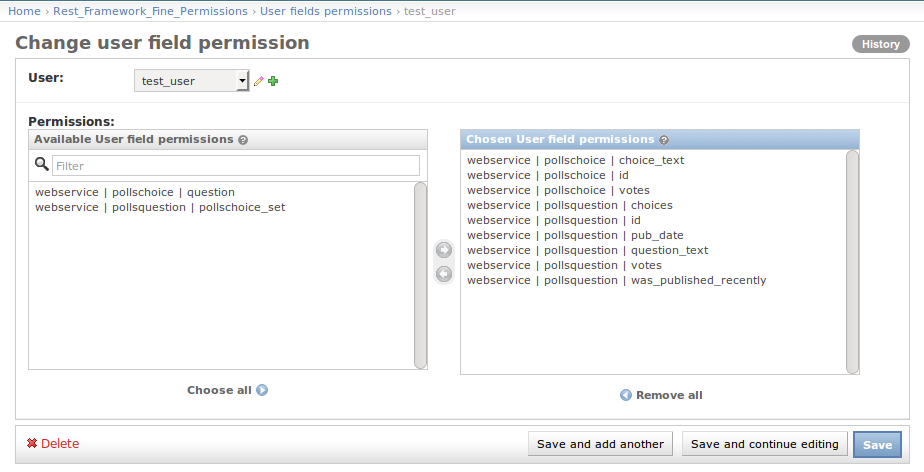 Home › Rest_Framework_Fine_Permissions › User fields permissions › test_user
Change user field permission
History
User:
test_user
Permissions:
Available User field permissions ?
Filter
webservice | pollschoice | question
webservice | pollsquestion | pollschoice_set
Choose all
Chosen User field permissions ?
webservice | pollschoice | choice_text
webservice | pollschoice | id
webservice | pollschoice | votes
webservice | pollsquestion | choices
webservice | pollsquestion | id
webservice | pollsquestion | pub_date
webservice | pollsquestion | question_text
webservice | pollsquestion | votes
webservice | pollsquestion | was_published_recently
Remove all
Delete
Save and add another
Save and continue editing
Save